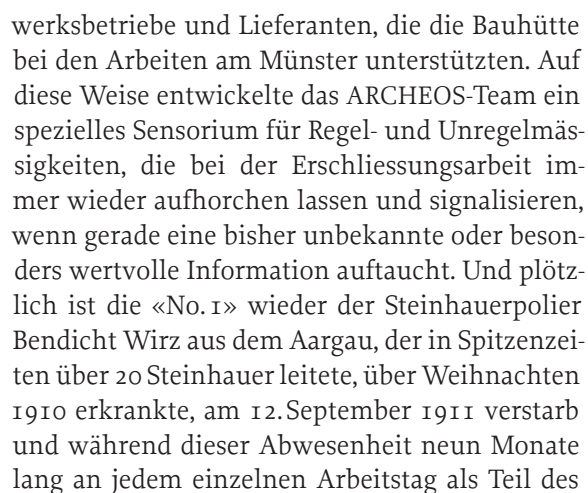 werksbetriebe und Lieferanten, die die Bauhütte
bei den Arbeiten am Münster unterstützten. Auf
diese Weise entwickelte das ARCHEOS-Team ein
spezielles Sensorium für Regel- und Unregelmäs-
sigkeiten, die bei der Erschliessungsarbeit im-
mer wieder aufhorchen lassen und signalisieren,
wenn gerade eine bisher unbekannte oder beson-
ders wertvolle Information auftaucht. Und plötz-
lich ist die «No. 1» wieder der Steinhauerpolier
Bendicht Wirz aus dem Aargau, der in Spitzenzei-
ten über 20 Steinhauer leitete, über Weihnachten
1910 erkrankte, am 12. September 1911 verstarb
und während dieser Abwesenheit neun Monate
lang an jedem einzelnen Arbeitstag als Teil des